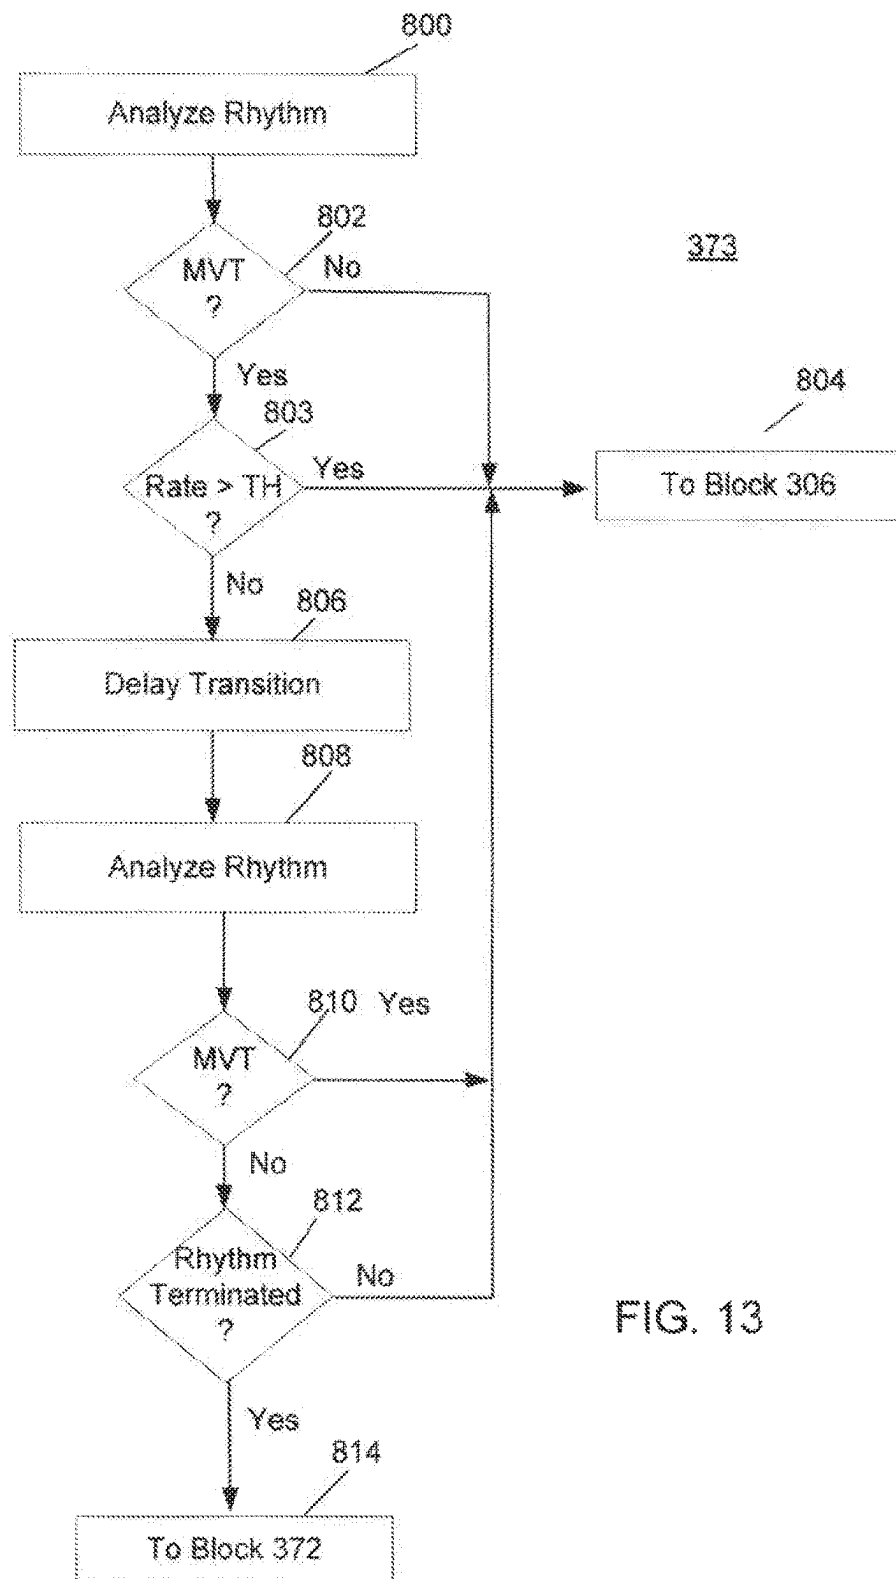 800
Analyze Rhythm
802
MVT
?
No
373
Yes
804
803
Rate > TH
?
Yes
To Block 306
No
806
Delay Transition
808
Analyze Rhythm
810 Yes
MVT
?
No
812
Rhythm
Terminated
?
No
FIG. 13
Yes
814
To Block 372